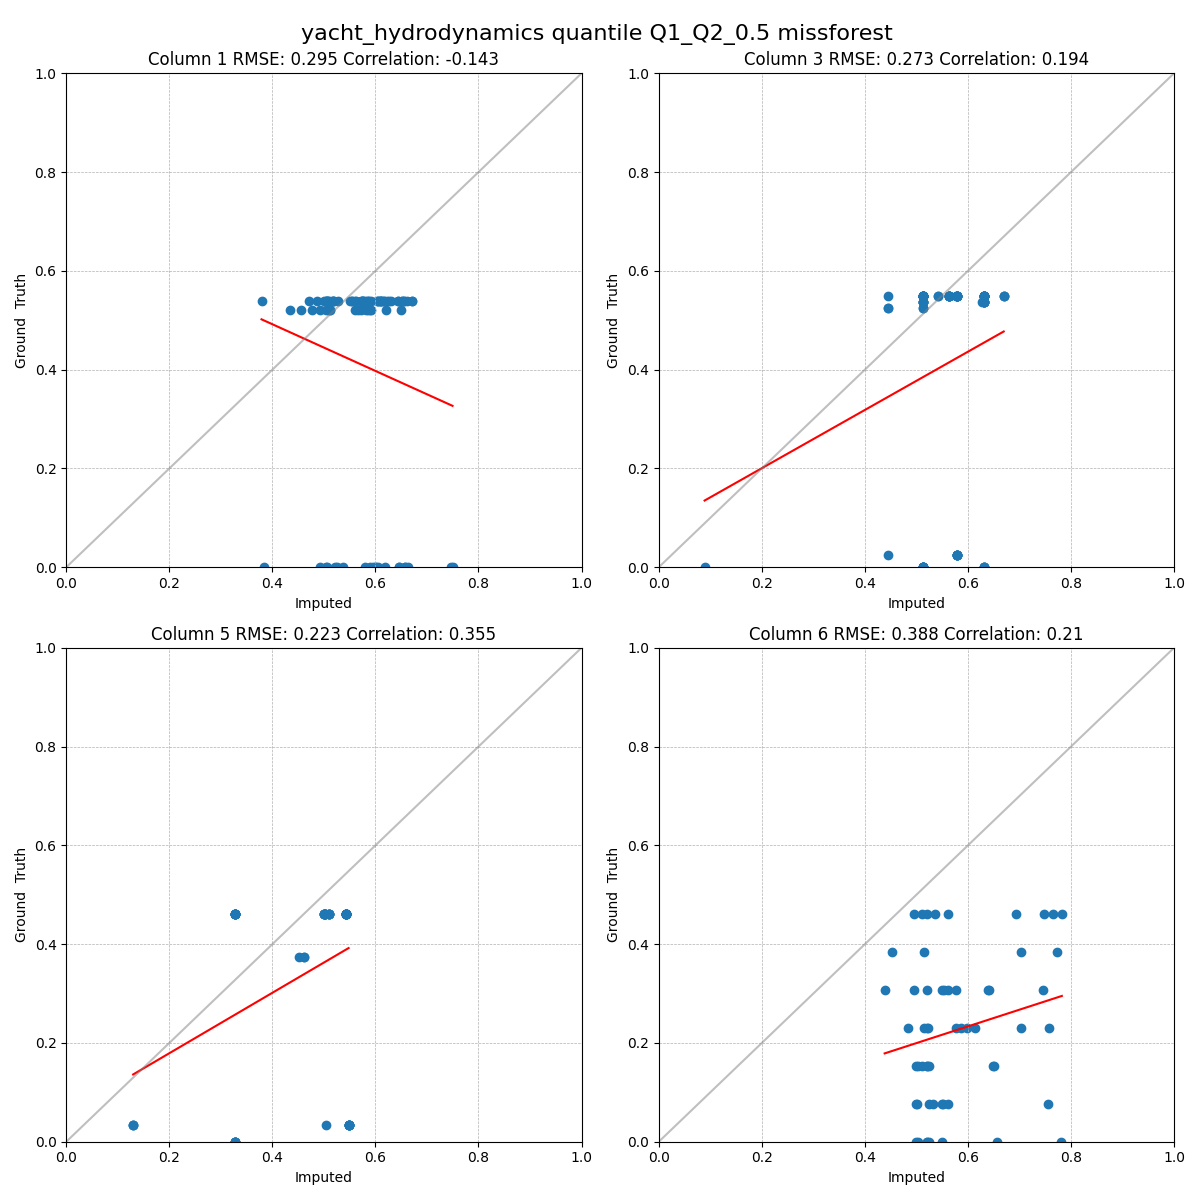 yacht_hydrodynamics quantile Q1_Q2_0.5 missforest
Column 1 RMSE: 0.295 Correlation: -0.143
1.0
0.8
0.6
0.4
0.2
0.0
Ground Truth
0.0 0.2 0.4 0.6 0.8 1.0
Imputed
Column 3 RMSE: 0.273 Correlation: 0.194
1.0
0.8
0.6
0.4
0.2
0.0
Ground Truth
0.0 0.2 0.4 0.6 0.8 1.0
Imputed
Column 5 RMSE: 0.223 Correlation: 0.355
1.0
0.8
0.6
0.4
0.2
0.0
Ground Truth
0.0 0.2 0.4 0.6 0.8 1.0
Imputed
Column 6 RMSE: 0.388 Correlation: 0.21
1.0
0.8
0.6
0.4
0.2
0.0
Ground Truth
0.0 0.2 0.4 0.6 0.8 1.0
Imputed